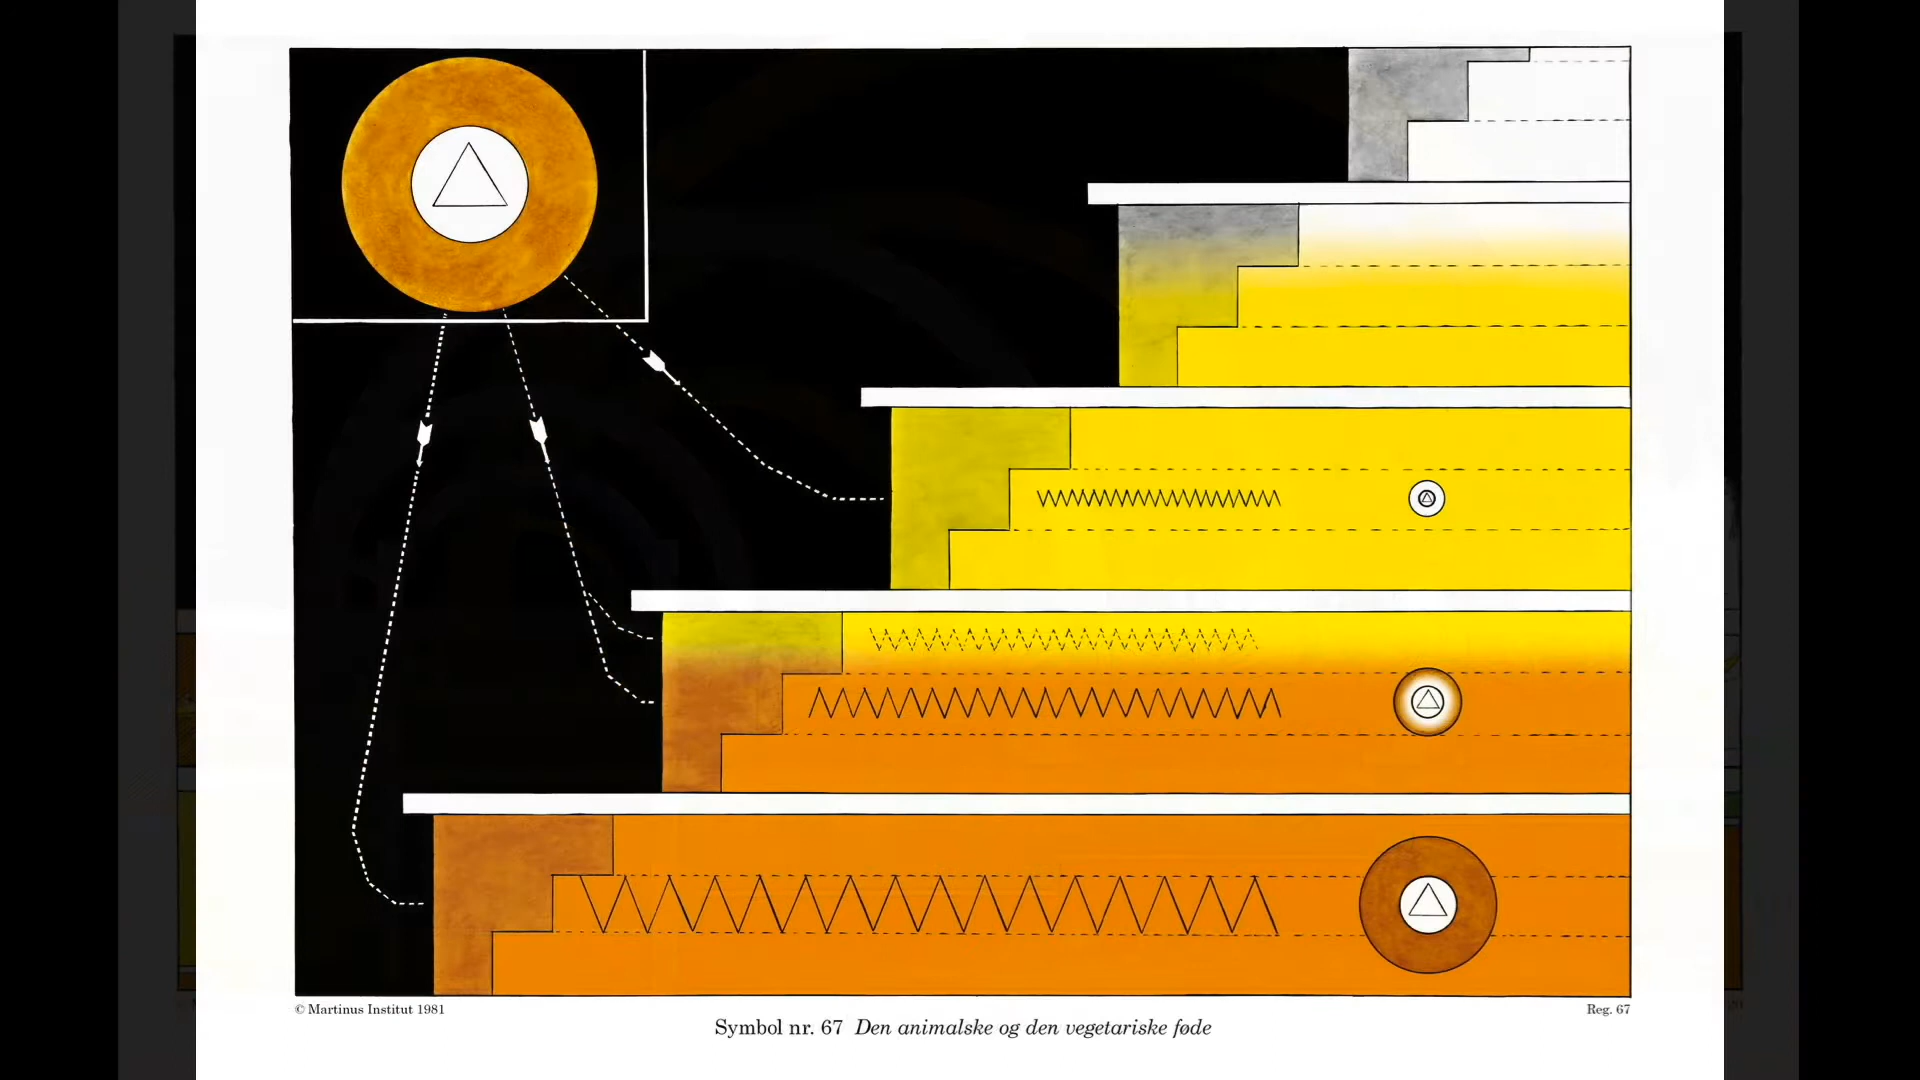 © Martinus Institut 1981
Reg. 67
Symbol nr. 67 Den animalske og den vegetariske føde